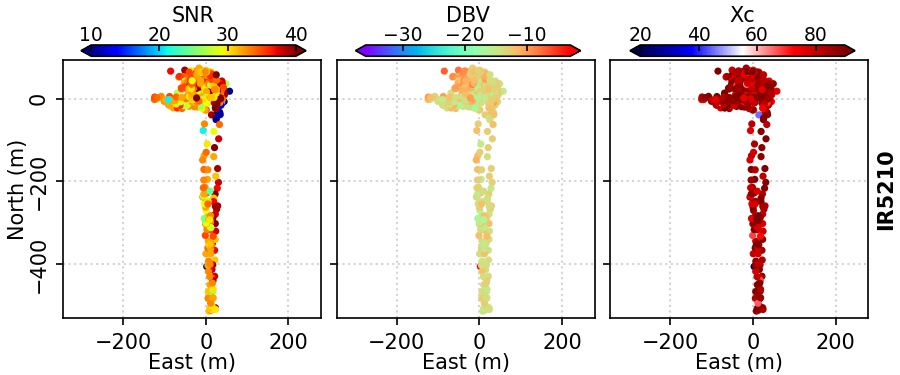 SNR DBV Xc
10 20 30 40 −30 −20 −10 20 40 60 80
North (m)
0
−200
−400
−200 0 200 −200 0 200 −200 0 200
East (m) East (m) East (m)
IR5210